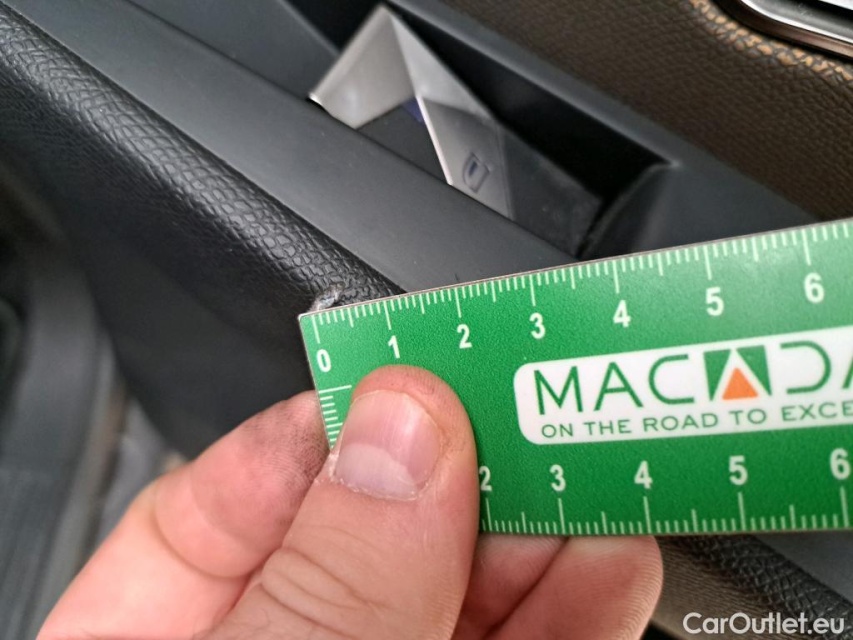 0 1 2 3 4 5 6
MACADA
ON THE ROAD TO EXCE
2 3 4 5 6
CarOutlet.eu